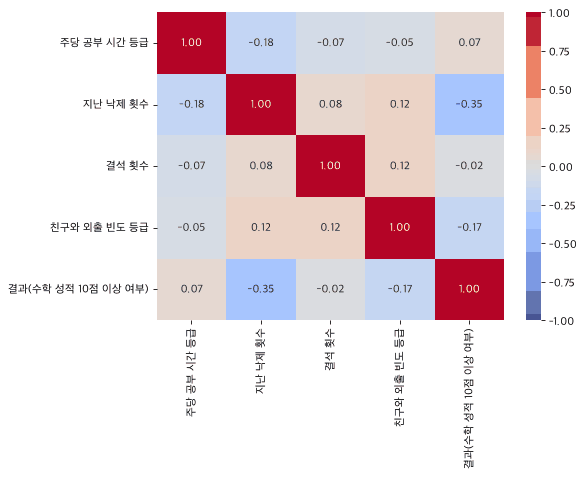 주당 공부 시간 등급 1.00 -0.18 -0.07 -0.05 0.07
지난 낙제 횟수 -0.18 1.00 0.08 0.12 -0.35
결석 횟수 -0.07 0.08 1.00 0.12 -0.02
친구와 외출 빈도 등급 -0.05 0.12 0.12 1.00 -0.17
결과(수학 성적 10점 이상 여부) 0.07 -0.35 -0.02 -0.17 1.00
주당 공부 시간 등급
지난 낙제 횟수
결석 횟수
친구와 외출 빈도 등급
결과(수학 성적 10점 이상 여부)
1.00
0.75
0.50
0.25
0.00
-0.25
-0.50
-0.75
-1.00